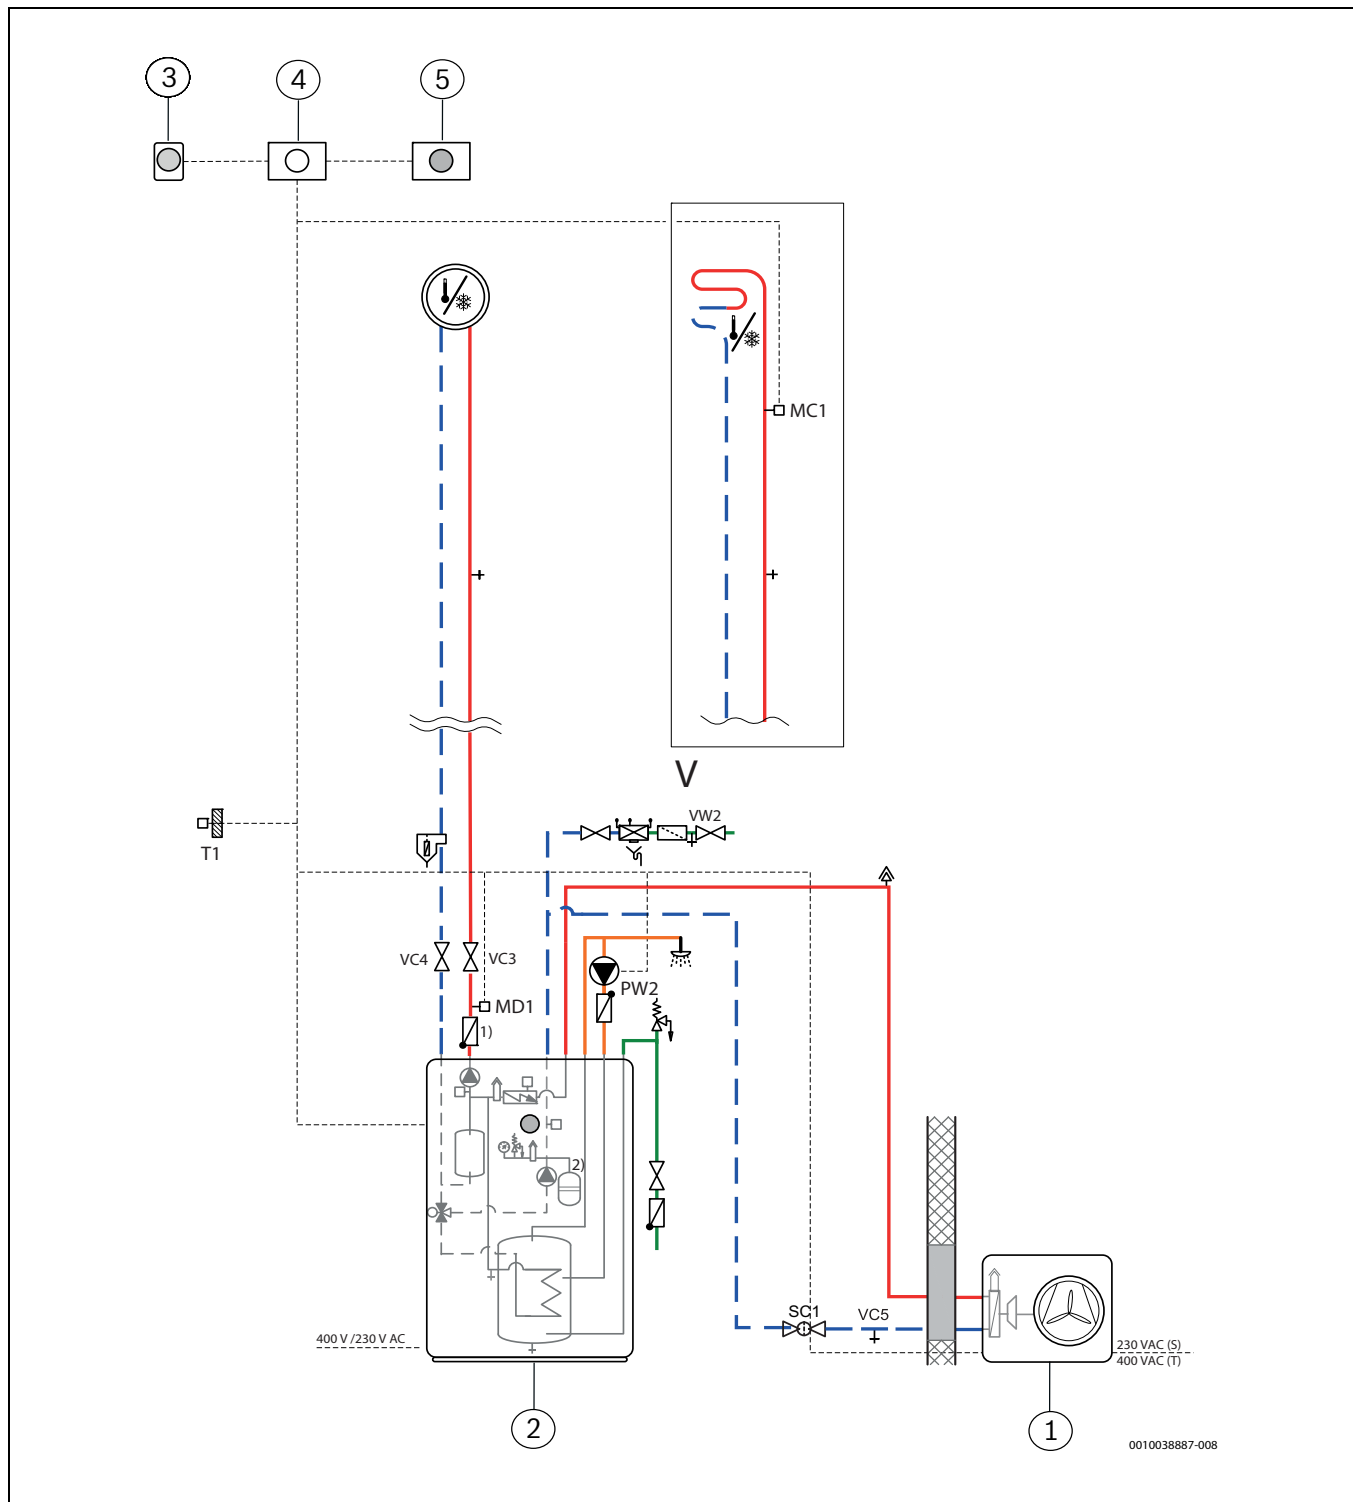 3
4
5
MC1
V
VW2
T1
VC4
VC3
PW2
MD1
1)
2)
SC1
VC5
400 V /230 V AC
230 VAC (S)
400 VAC (T)
2
1
0010038887-008